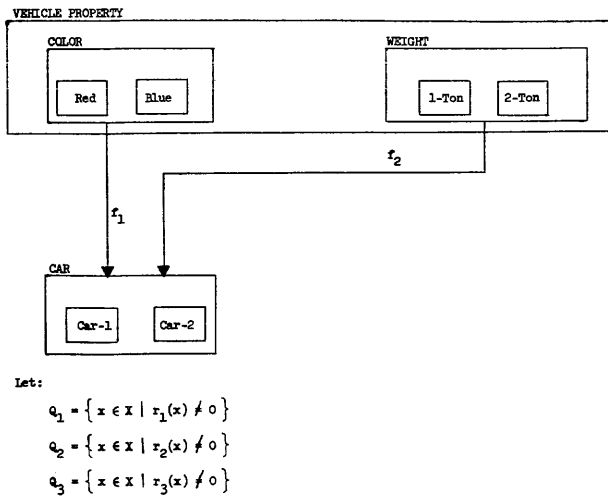 VEHICLE PROPERTY
COLOR
WEIGHT
Red
Blue
1-Ton
2-Ton
f₂
f₁
CAR
Car-1
Car-2
Let:
Q₁ = { x ∈ X | r₁(x) ≠ 0 }
Q₂ = { x ∈ X | r₂(x) ≠ 0 }
Q₃ = { x ∈ X | r₃(x) ≠ 0 }